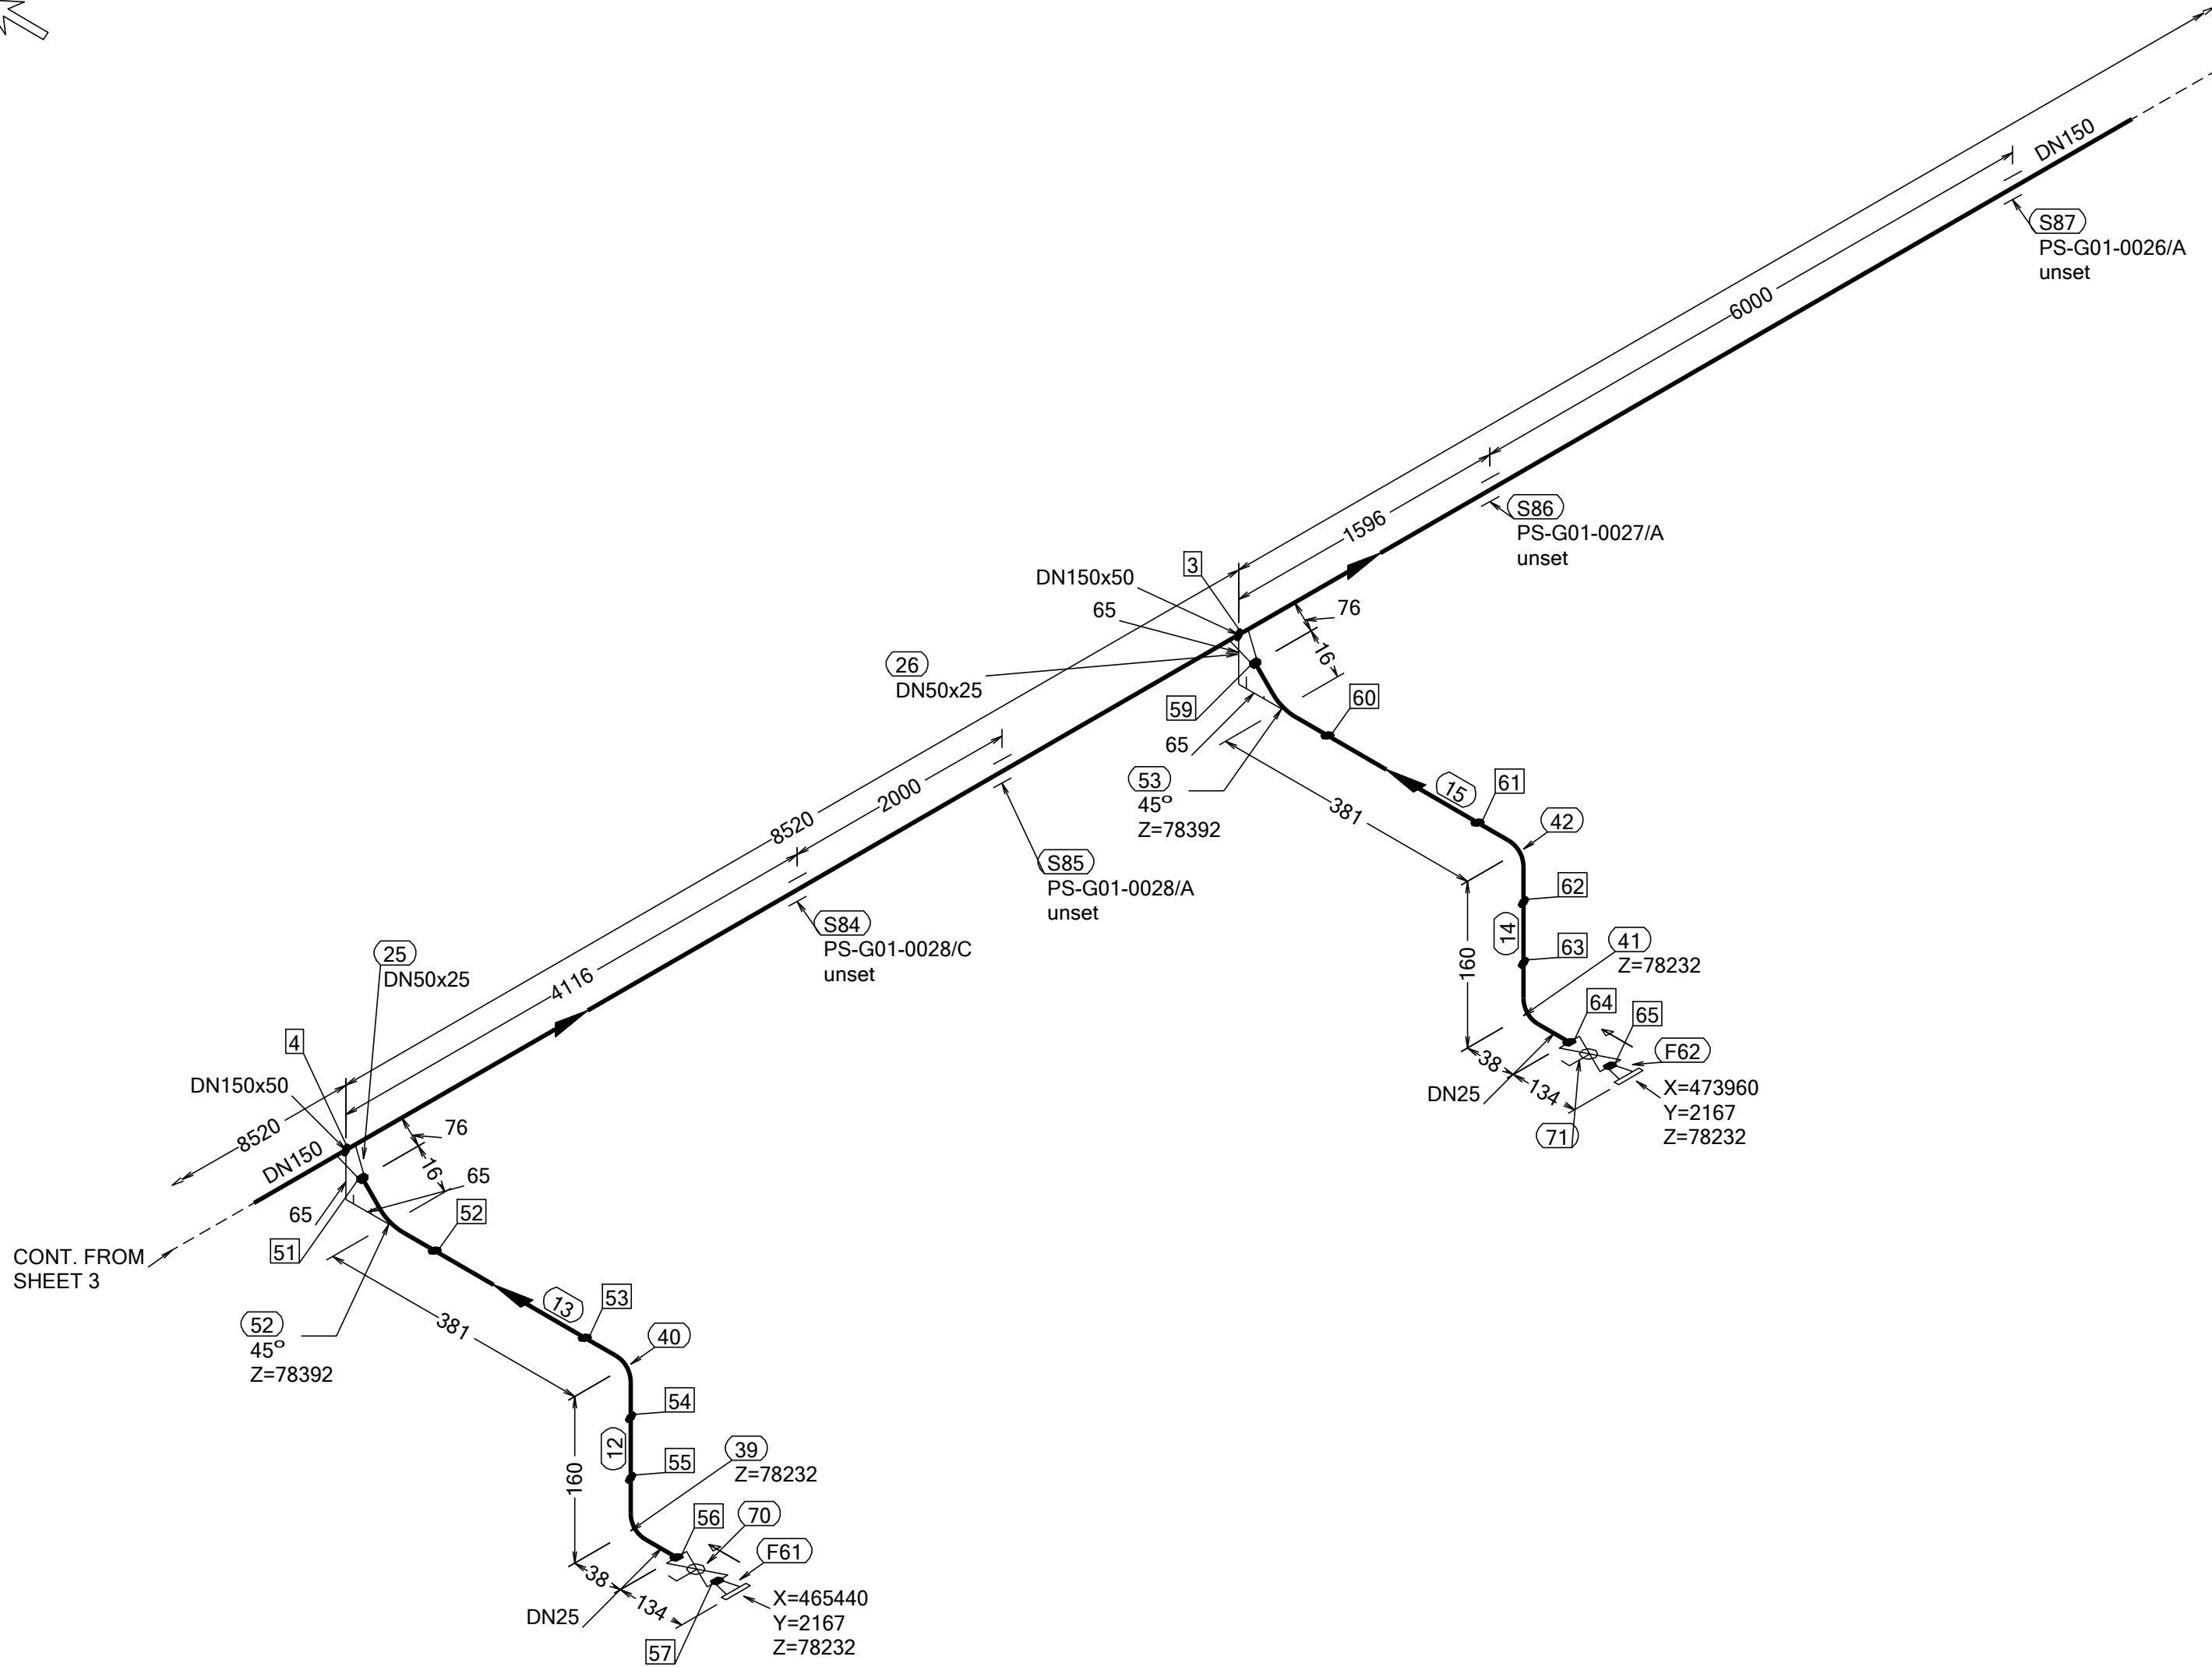 DN150
S87
PS-G01-0026/A
unset
6000
S86
PS-G01-0027/A
unset
1596
3
DN150x50
65
76
16
26
DN50x25
59
60
65
53
45°
Z=78392
381
15
61
42
62
14
63
41
Z=78232
160
64
65
F62
38
134
DN25
71
X=473960
Y=2167
Z=78232
8520
2000
S85
PS-G01-0028/A
unset
S84
PS-G01-0028/C
unset
4116
25
DN50x25
4
DN150x50
8520
DN150
76
16
65
65
51
52
CONT. FROM
SHEET 3
52
45°
Z=78392
381
13
53
40
54
12
55
39
Z=78232
160
56
70
F61
38
134
DN25
57
X=465440
Y=2167
Z=78232